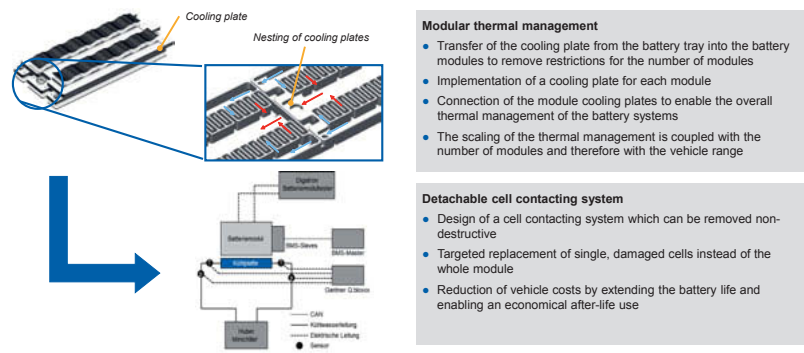 Cooling plate
Nesting of cooling plates
Digatron
Batteriemodultester
Batteriemodul
BMS-Slaves
BMS-Master
Kühlplatte
Gantner Q.bloxx
Huber
Minichiller
CAN
Kühlwasserleitung
Elektrische Leitung
Sensor
Modular thermal management
● Transfer of the cooling plate from the battery tray into the battery
modules to remove restrictions for the number of modules
● Implementation of a cooling plate for each module
● Connection of the module cooling plates to enable the overall
thermal management of the battery systems
● The scaling of the thermal management is coupled with the
number of modules and therefore with the vehicle range
Detachable cell contacting system
● Design of a cell contacting system which can be removed non-
destructive
● Targeted replacement of single, damaged cells instead of the
whole module
● Reduction of vehicle costs by extending the battery life and
enabling an economical after-life use